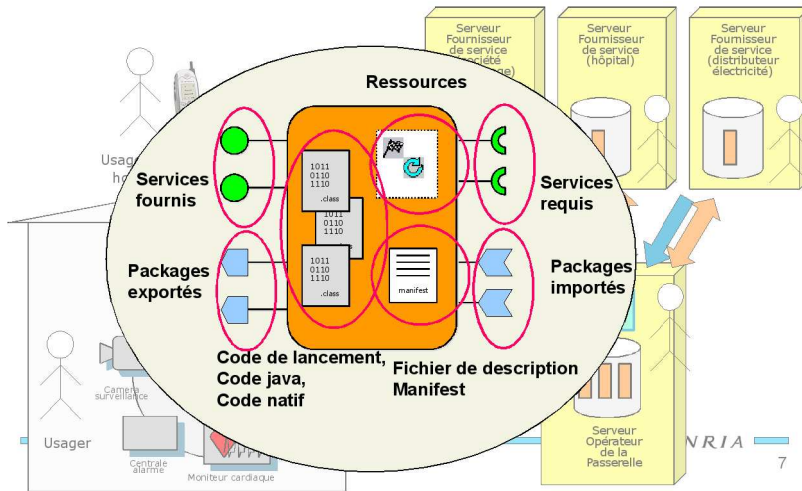 Serveur
Fournisseur
de service
Serveur
Fournisseur
de service
(hôpital)
Serveur
Fournisseur
de service
(distributeur
électricité)
Ressources
Services
fournis
1011
0110
1110
.class
1011
0110
1110
1011
0110
1110
.class
Services
requis
Packages
exportés
manifest
Packages
importés
Code de lancement,
Code java,
Code natif
Fichier de description
Manifest
Camera
surveillance
Usager
Centrale
alarme
Moniteur cardiaque
Serveur
Opérateur
de la
Passerelle
7